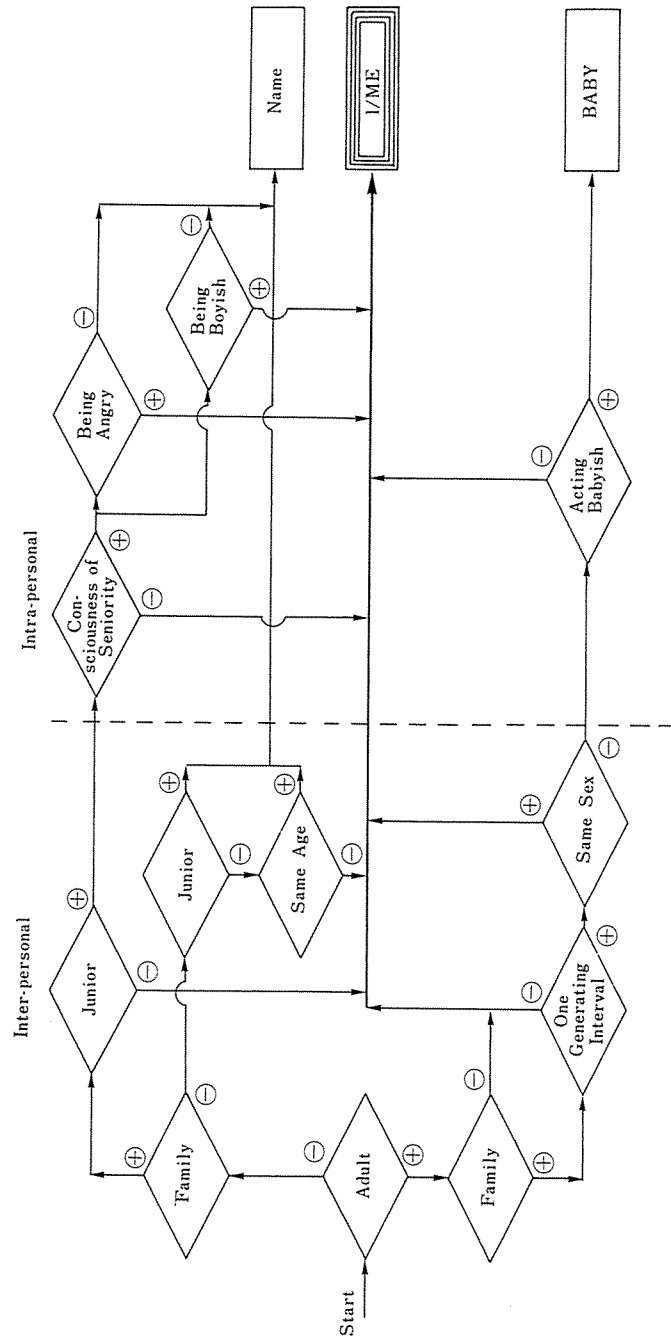 Inter-personal
Intra-personal
Start
Adult
⊖
⊕
Family
⊕
⊖
Junior
⊕
⊖
Junior
⊕
⊖
Same Age
⊕
⊖
Con-
sciousness of
Seniority
⊕
⊖
Being
Angry
⊖
⊕
Being
Boyish
⊖
⊕
Name
I/ME
Family
⊖
⊕
One
Generating
Interval
⊖
⊕
Same Sex
⊕
⊖
Acting
Babyish
⊖
⊕
BABY